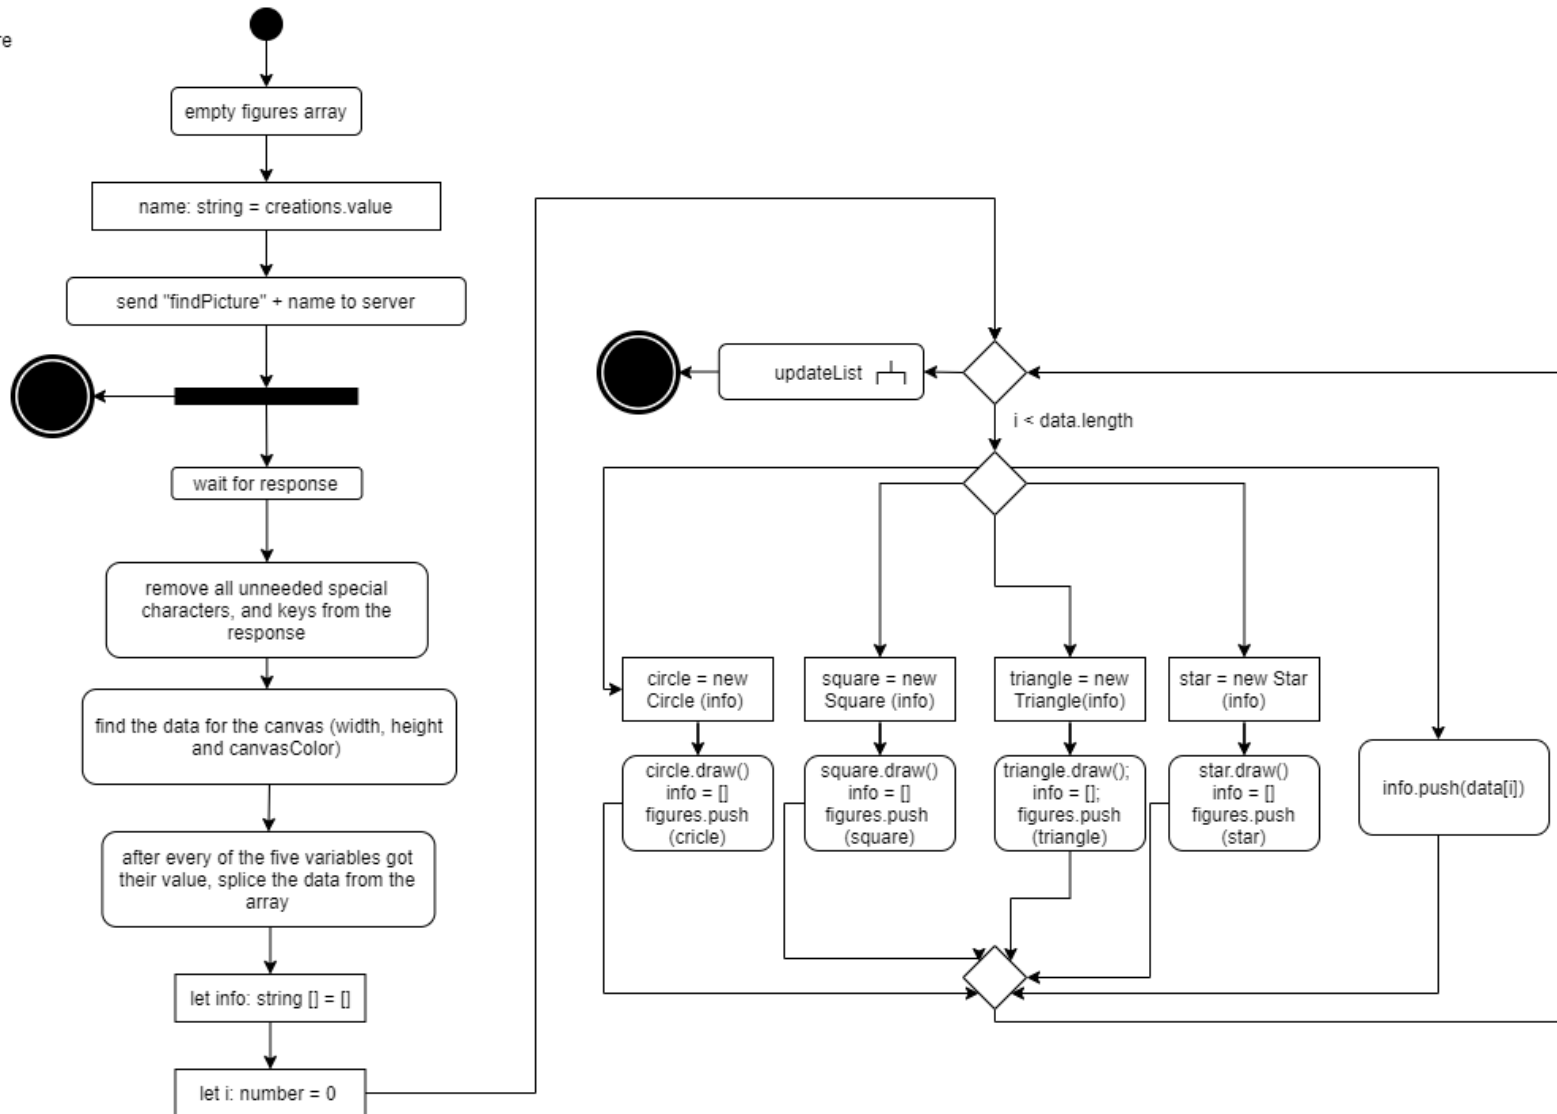 re
empty figures array
name: string = creations.value
send "findPicture" + name to server
wait for response
remove all unneeded special
characters, and keys from the
response
find the data for the canvas (width, height
and canvasColor)
after every of the five variables got
their value, splice the data from the
array
let info: string [] = []
let i: number = 0
updateList
i < data.length
circle = new
Circle (info)
square = new
Square (info)
triangle = new
Triangle(info)
star = new Star
(info)
circle.draw()
info = []
figures.push
(cricle)
square.draw()
info = []
figures.push
(square)
triangle.draw();
info = [];
figures.push
(triangle)
star.draw()
info = []
figures.push
(star)
info.push(data[i])